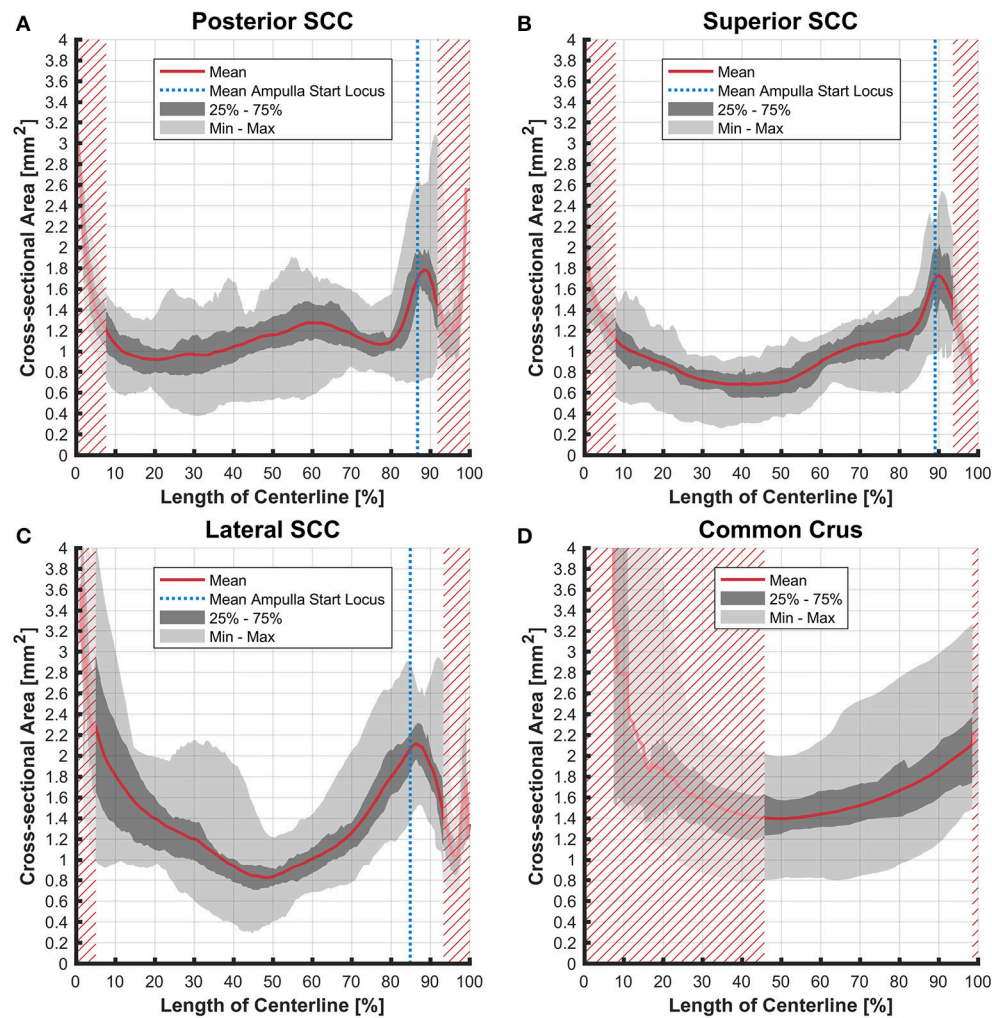 A
Posterior SCC
Cross-sectional Area [mm²]
4
3.8
3.6
3.4
3.2
3
2.8
2.6
2.4
2.2
2
1.8
1.6
1.4
1.2
1
0.8
0.6
0.4
0.2
0
Mean
Mean Ampulla Start Locus
25% - 75%
Min - Max
0 10 20 30 40 50 60 70 80 90 100
Length of Centerline [%]
B
Superior SCC
Cross-sectional Area [mm²]
4
3.8
3.6
3.4
3.2
3
2.8
2.6
2.4
2.2
2
1.8
1.6
1.4
1.2
1
0.8
0.6
0.4
0.2
0
Mean
Mean Ampulla Start Locus
25% - 75%
Min - Max
0 10 20 30 40 50 60 70 80 90 100
Length of Centerline [%]
C
Lateral SCC
Cross-sectional Area [mm²]
4
3.8
3.6
3.4
3.2
3
2.8
2.6
2.4
2.2
2
1.8
1.6
1.4
1.2
1
0.8
0.6
0.4
0.2
0
Mean
Mean Ampulla Start Locus
25% - 75%
Min - Max
0 10 20 30 40 50 60 70 80 90 100
Length of Centerline [%]
D
Common Crus
Cross-sectional Area [mm²]
4
3.8
3.6
3.4
3.2
3
2.8
2.6
2.4
2.2
2
1.8
1.6
1.4
1.2
1
0.8
0.6
0.4
0.2
0
Mean
25% - 75%
Min - Max
0 10 20 30 40 50 60 70 80 90 100
Length of Centerline [%]